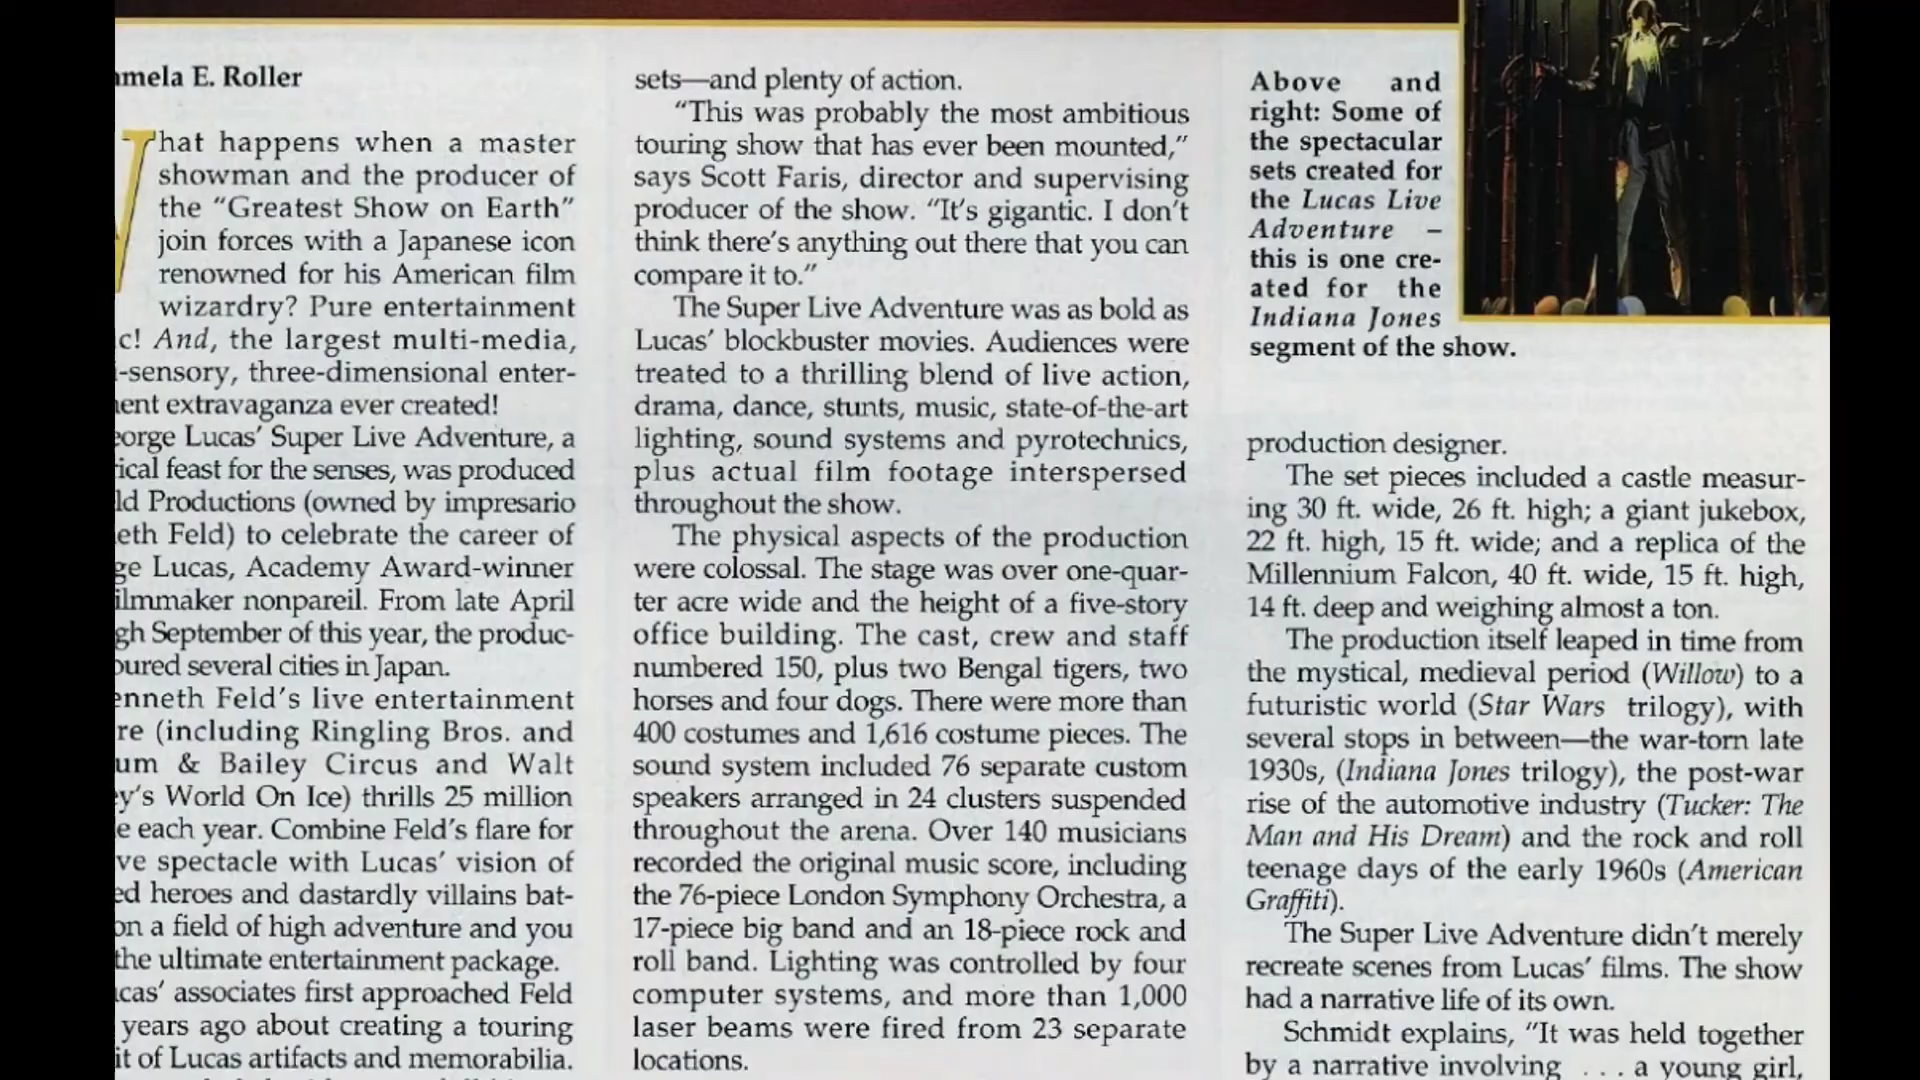 amela E. Roller
What happens when a master
showman and the producer of
the “Greatest Show on Earth”
join forces with a Japanese icon
renowned for his American film
wizardry? Pure entertainment
c! And, the largest multi-media,
-sensory, three-dimensional enter-
ent extravaganza ever created!
eorge Lucas’ Super Live Adventure, a
rical feast for the senses, was produced
ld Productions (owned by impresario
eth Feld) to celebrate the career of
ge Lucas, Academy Award-winner
ilmmaker nonpareil. From late April
gh September of this year, the produc-
oured several cities in Japan.
enneth Feld’s live entertainment
re (including Ringling Bros. and
um & Bailey Circus and Walt
ey’s World On Ice) thrills 25 million
e each year. Combine Feld’s flare for
ve spectacle with Lucas’ vision of
ed heroes and dastardly villains bat-
on a field of high adventure and you
the ultimate entertainment package.
cas’ associates first approached Feld
years ago about creating a touring
it of Lucas artifacts and memorabilia.
sets—and plenty of action.
“This was probably the most ambitious
touring show that has ever been mounted,”
says Scott Faris, director and supervising
producer of the show. “It’s gigantic. I don’t
think there’s anything out there that you can
compare it to.”
The Super Live Adventure was as bold as
Lucas’ blockbuster movies. Audiences were
treated to a thrilling blend of live action,
drama, dance, stunts, music, state-of-the-art
lighting, sound systems and pyrotechnics,
plus actual film footage interspersed
throughout the show.
The physical aspects of the production
were colossal. The stage was over one-quar-
ter acre wide and the height of a five-story
office building. The cast, crew and staff
numbered 150, plus two Bengal tigers, two
horses and four dogs. There were more than
400 costumes and 1,616 costume pieces. The
sound system included 76 separate custom
speakers arranged in 24 clusters suspended
throughout the arena. Over 140 musicians
recorded the original music score, including
the 76-piece London Symphony Orchestra, a
17-piece big band and an 18-piece rock and
roll band. Lighting was controlled by four
computer systems, and more than 1,000
laser beams were fired from 23 separate
locations.
Above and
right: Some of
the spectacular
sets created for
the Lucas Live
Adventure –
this is one cre-
ated for the
Indiana Jones
segment of the show.
production designer.
The set pieces included a castle measur-
ing 30 ft. wide, 26 ft. high; a giant jukebox,
22 ft. high, 15 ft. wide; and a replica of the
Millennium Falcon, 40 ft. wide, 15 ft. high,
14 ft. deep and weighing almost a ton.
The production itself leaped in time from
the mystical, medieval period (Willow) to a
futuristic world (Star Wars trilogy), with
several stops in between—the war-torn late
1930s, (Indiana Jones trilogy), the post-war
rise of the automotive industry (Tucker: The
Man and His Dream) and the rock and roll
teenage days of the early 1960s (American
Graffiti).
The Super Live Adventure didn’t merely
recreate scenes from Lucas’ films. The show
had a narrative life of its own.
Schmidt explains, “It was held together
by a narrative involving . . . a young girl,